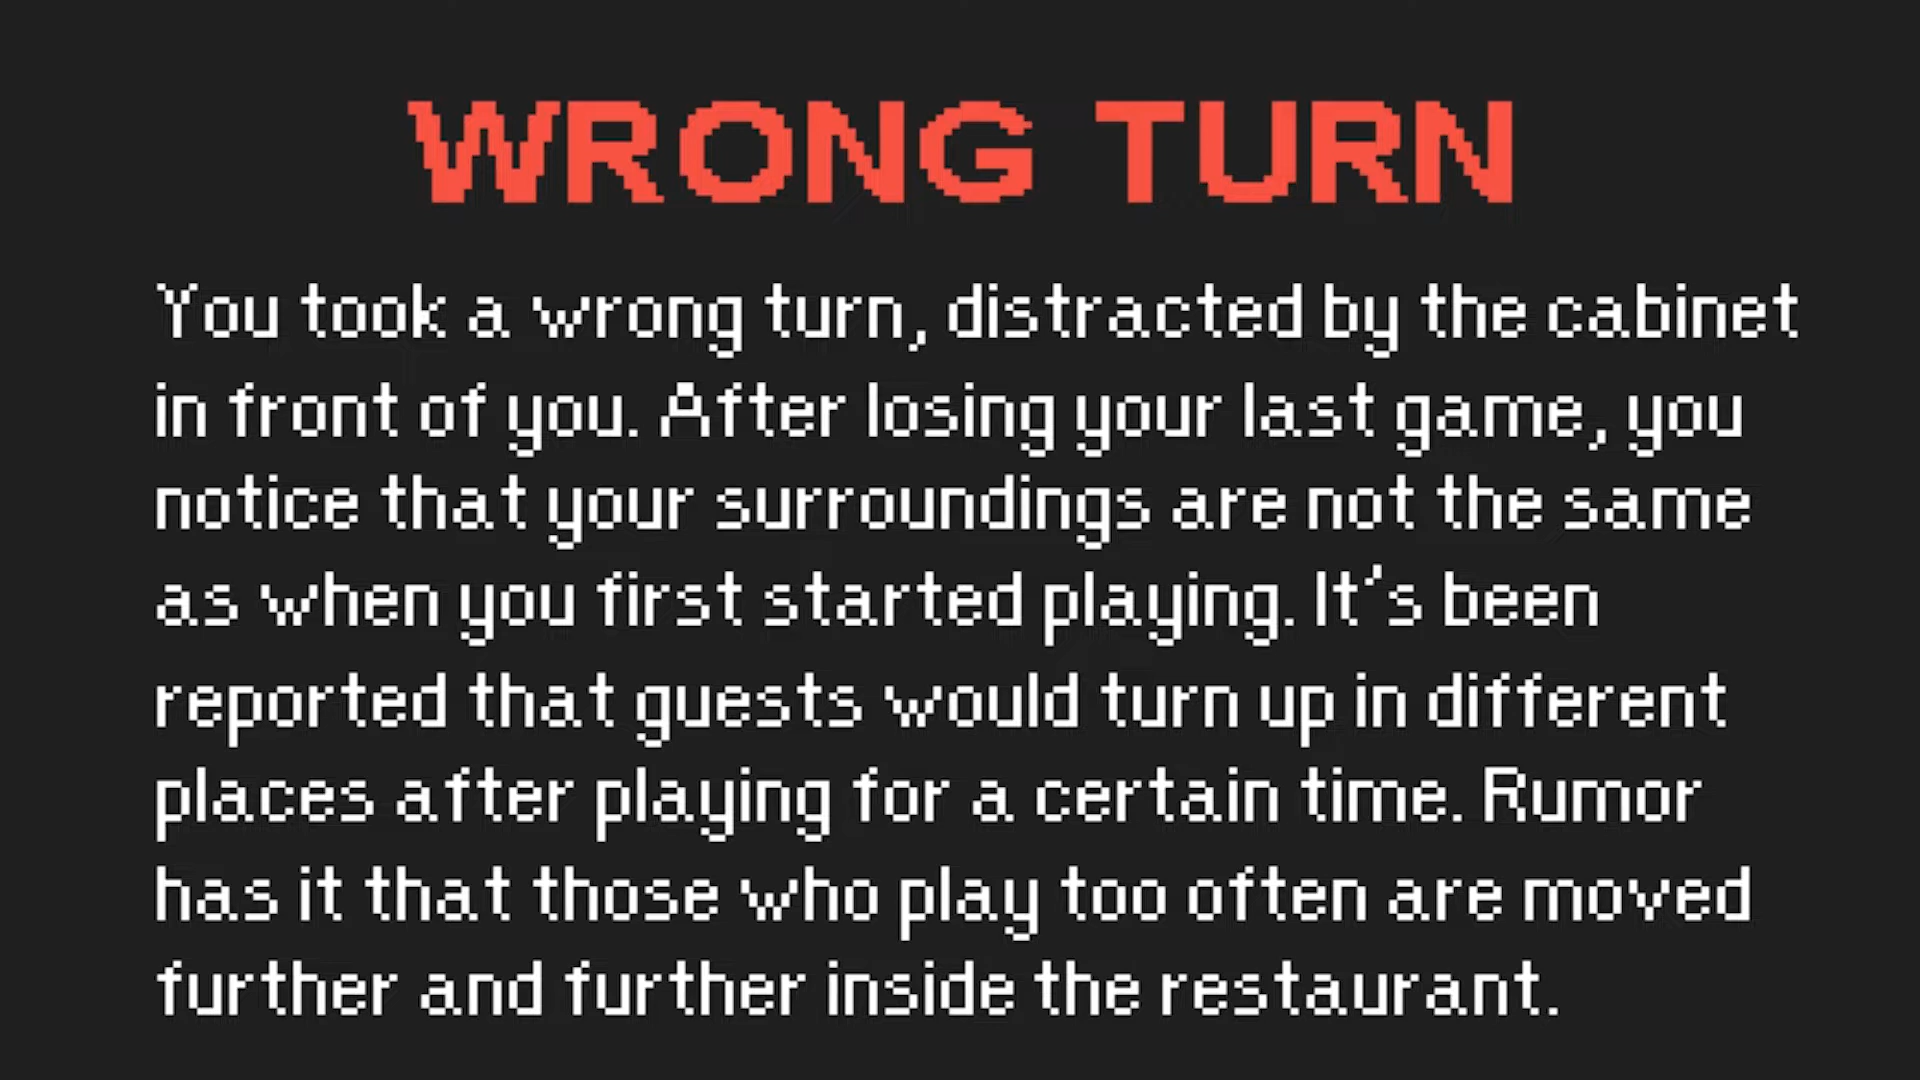 WRONG TURN
You took a wrong turn, distracted by the cabinet
in front of you. After losing your last game, you
notice that your surroundings are not the same
as when you first started playing. It's been
reported that guests would turn up in different
places after playing for a certain time. Rumor
has it that those who play too often are moved
further and further inside the restaurant.